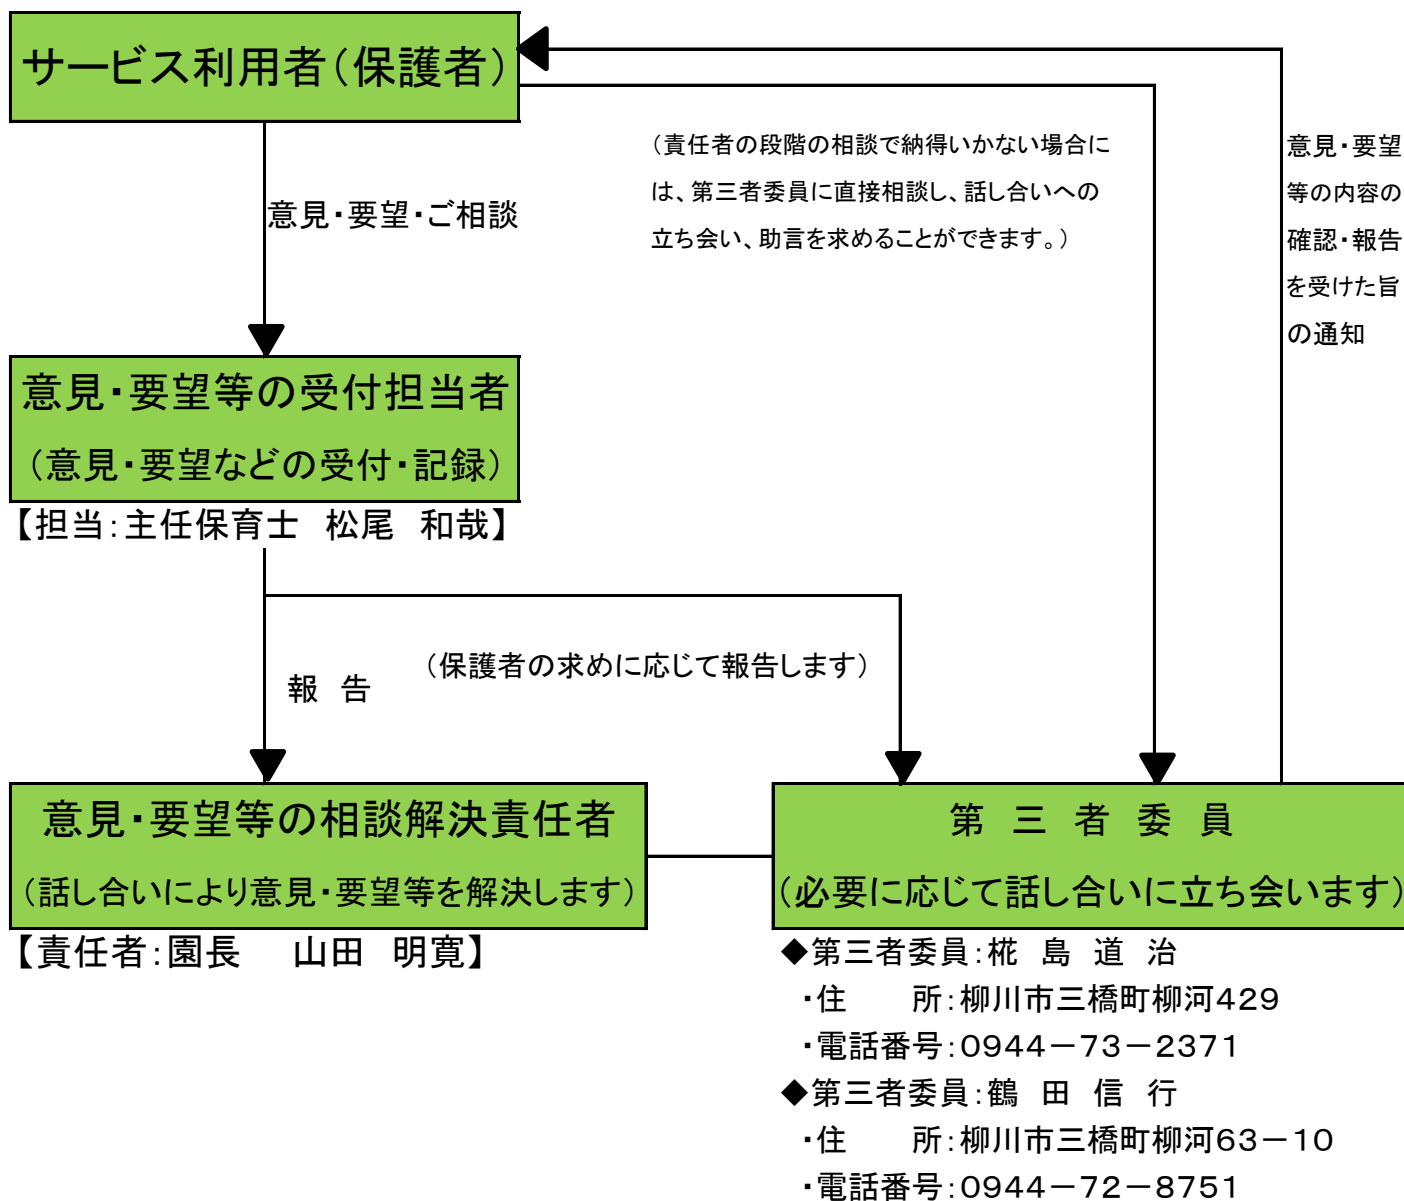 サービス利用者（保護者）
（責任者の段階の相談で納得いかない場合に
は、第三者委員に直接相談し、話し合いへの
立ち会い、助言を求めることができます。）
意見・要望
等の内容の
確認・報告
を受けた旨
の通知
意見・要望・ご相談
意見・要望等の受付担当者
（意見・要望などの受付・記録）
【担当：主任保育士　松尾　和哉】
（保護者の求めに応じて報告します）
報　告
意見・要望等の相談解決責任者
（話し合いにより意見・要望等を解決します）
【責任者：園長　山田　明寛】
第　三　者　委　員
（必要に応じて話し合いに立ち会います）
◆第三者委員：椛　島　道　治
・住　　所：柳川市三橋町柳河４２９
・電話番号：０９４４－７３－２３７１
◆第三者委員：鶴　田　信　行
・住　　所：柳川市三橋町柳河６３－１０
・電話番号：０９４４－７２－８７５１